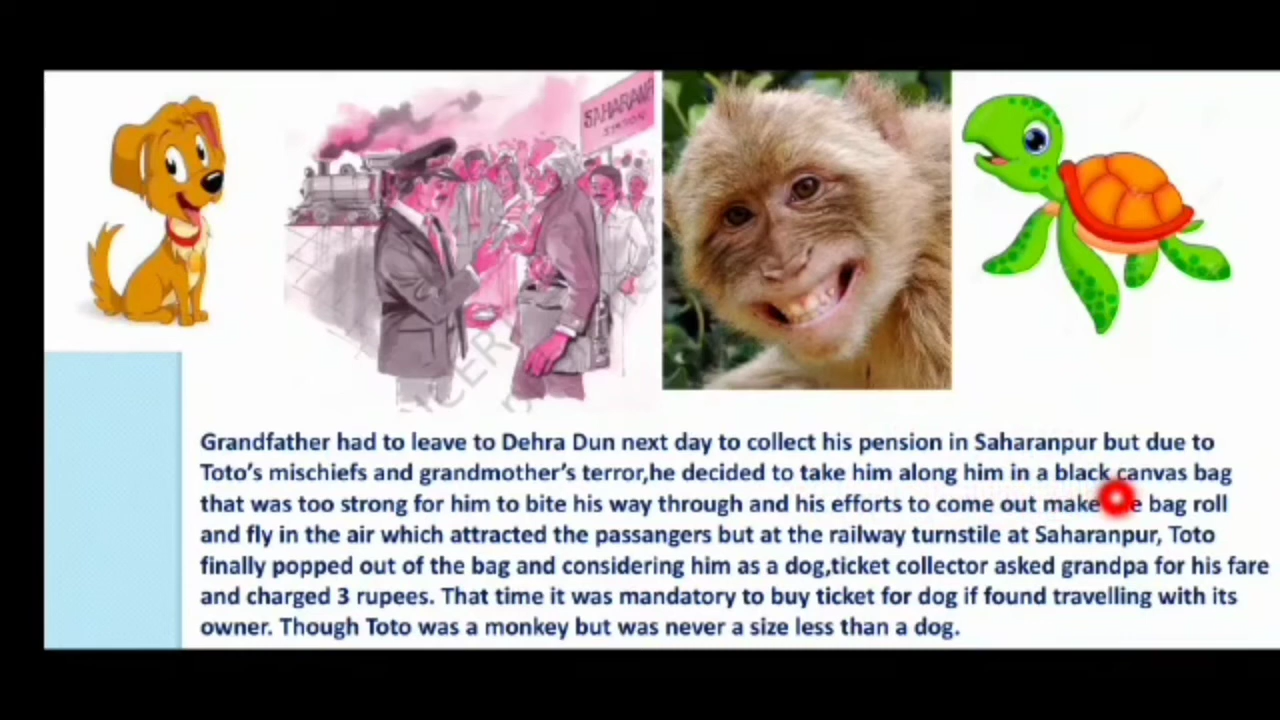 SAHARANP
STATION
Grandfather had to leave to Dehra Dun next day to collect his pension in Saharanpur but due to
Toto's mischiefs and grandmother's terror,he decided to take him along him in a black canvas bag
that was too strong for him to bite his way through and his efforts to come out make bag roll
and fly in the air which attracted the passangers but at the railway turnstile at Saharanpur, Toto
finally popped out of the bag and considering him as a dog,ticket collector asked grandpa for his fare
and charged 3 rupees. That time it was mandatory to buy ticket for dog if found travelling with its
owner. Though Toto was a monkey but was never a size less than a dog.